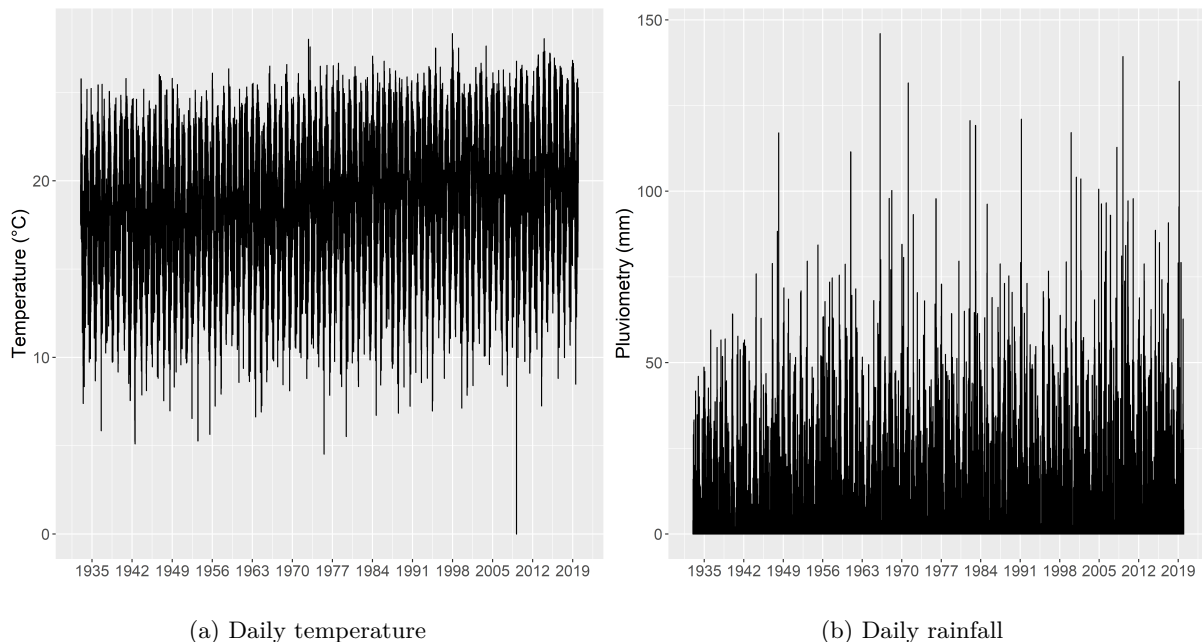 Temperature (°C)
20
10
0
1935 1942 1949 1956 1963 1970 1977 1984 1991 1998 2005 2012 2019
(a) Daily temperature
Pluviometry (mm)
150
100
50
0
1935 1942 1949 1956 1963 1970 1977 1984 1991 1998 2005 2012 2019
(b) Daily rainfall